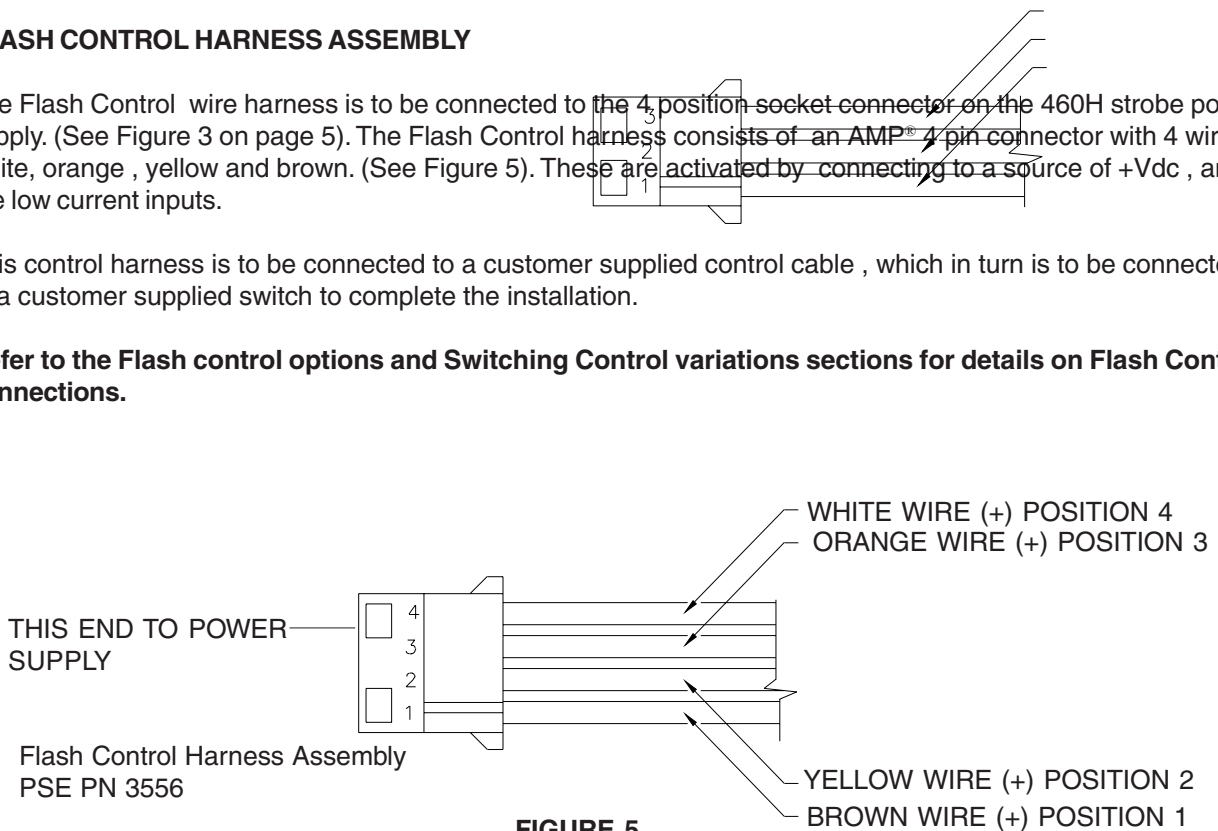 ASH CONTROL HARNESS ASSEMBLY
e Flash Control wire harness is to be connected to the 4 position socket connector on the 460H strobe po
pply. (See Figure 3 on page 5). The Flash Control harness consists of an AMP® 4 pin connector with 4 wir
ite, orange , yellow and brown. (See Figure 5). These are activated by connecting to a source of +Vdc , ar
e low current inputs.
3
2
1
is control harness is to be connected to a customer supplied control cable , which in turn is to be connecte
a customer supplied switch to complete the installation.
efer to the Flash control options and Switching Control variations sections for details on Flash Cont
nnections.
WHITE WIRE (+) POSITION 4
ORANGE WIRE (+) POSITION 3
THIS END TO POWER
SUPPLY
4
3
2
1
Flash Control Harness Assembly
PSE PN 3556
YELLOW WIRE (+) POSITION 2
BROWN WIRE (+) POSITION 1
FIGURE 5